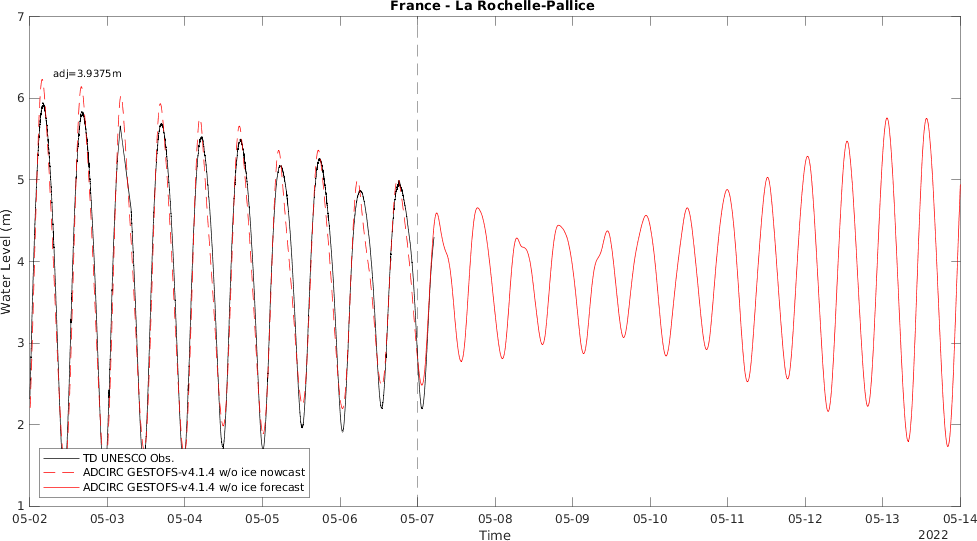 France - La Rochelle-Pallice
7
adj=3.9375m
6
5
4
3
2
1
Water Level (m)
TD UNESCO Obs.
ADCIRC GESTOFS-v4.1.4 w/o ice nowcast
ADCIRC GESTOFS-v4.1.4 w/o ice forecast
05-02 05-03 05-04 05-05 05-06 05-07 05-08 05-09 05-10 05-11 05-12 05-13 05-14
Time
2022